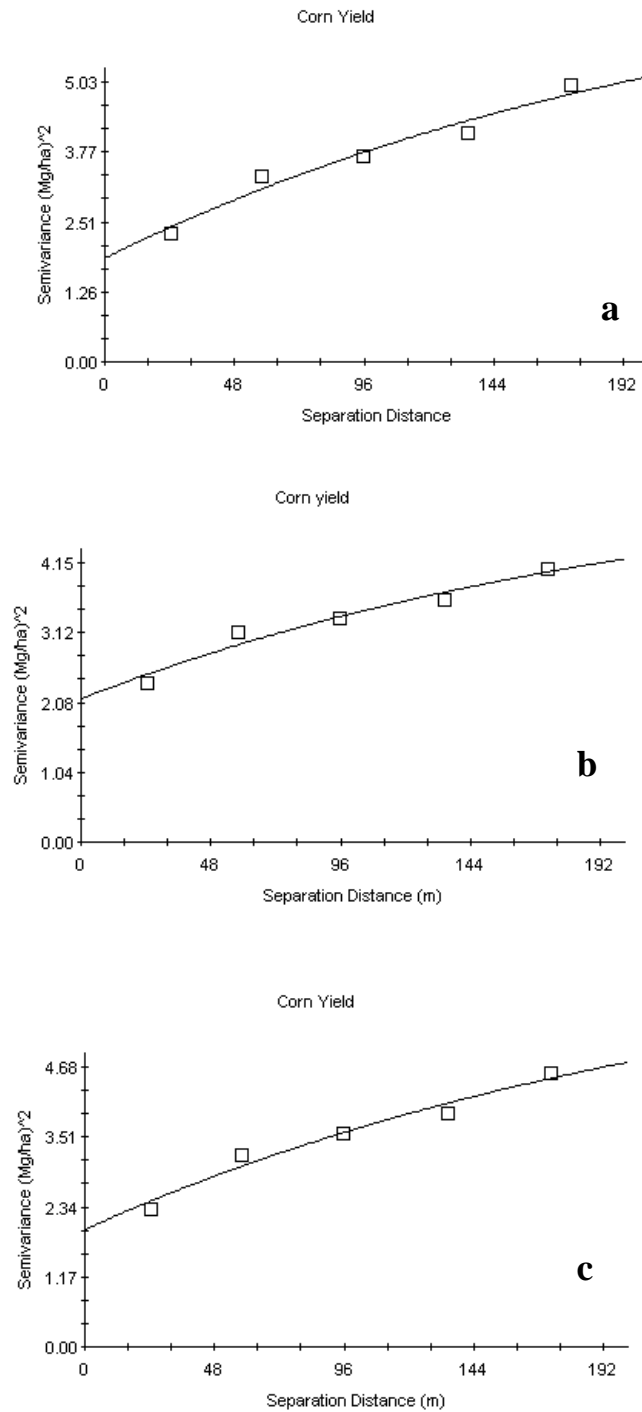 Corn Yield
5.03
3.77
2.51
1.26
0.00
Semivariance (Mg/ha)^2
a
0 48 96 144 192
Separation Distance
Corn yield
4.15
3.12
2.08
1.04
0.00
Semivariance (Mg/ha)^2
b
0 48 96 144 192
Separation Distance (m)
Corn Yield
4.68
3.51
2.34
1.17
0.00
Semivariance (Mg/ha)^2
c
0 48 96 144 192
Separation Distance (m)